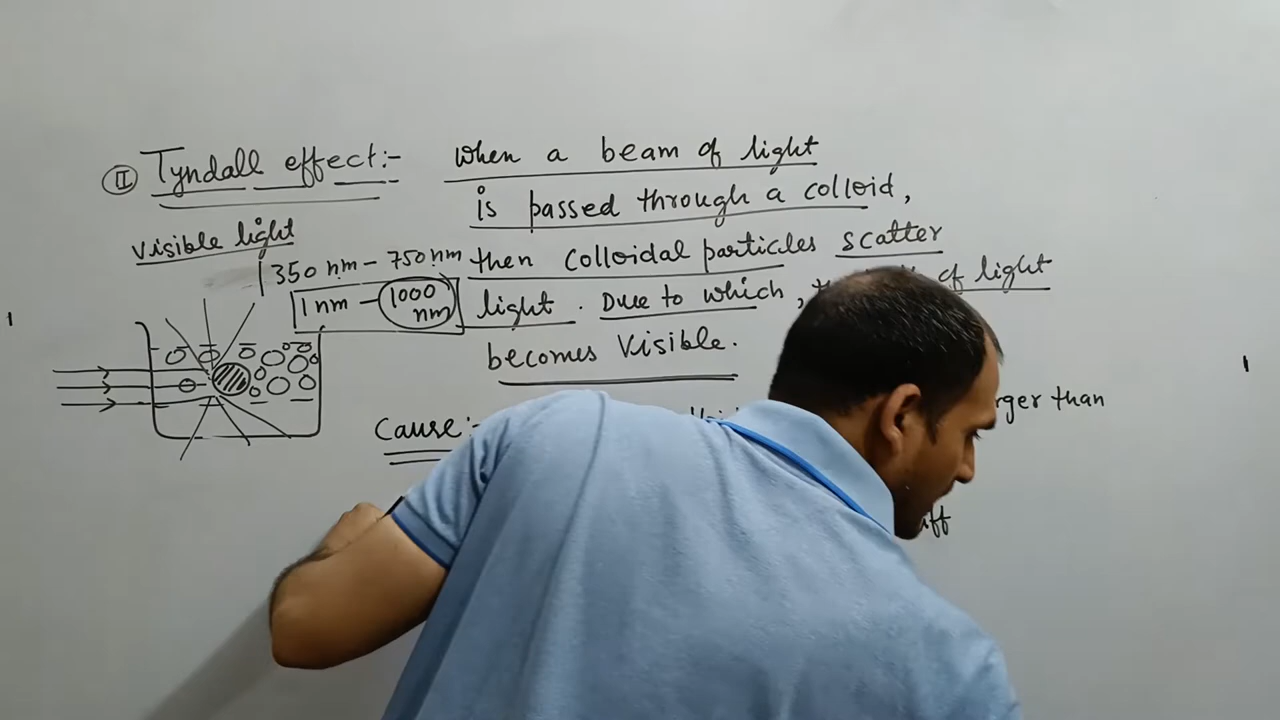 II Tyndall effect:- when a beam of light
is passed through a colloid,
visible light
350 nm - 750 nm then colloidal particles scatter
1 nm - 1000 nm light. Due to which, of light
becomes visible.
Cause:- rger than